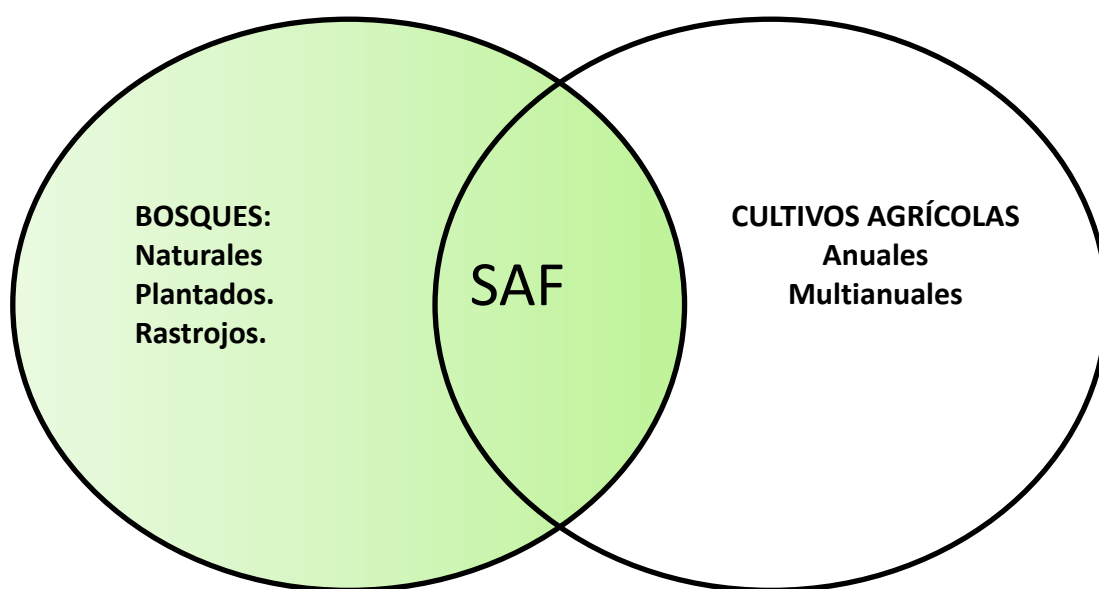 BOSQUES:
Naturales
Plantados.
Rastrojos.
SAF
CULTIVOS AGRÍCOLAS
Anuales
Multianuales